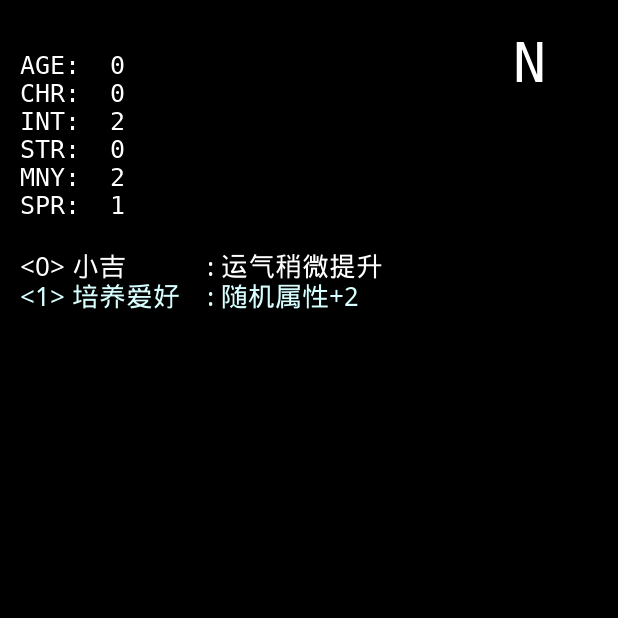 N
AGE: 0
CHR: 0
INT: 2
STR: 0
MNY: 2
SPR: 1
<0> 小吉 :运气稍微提升
<1> 培养爱好 :随机属性+2